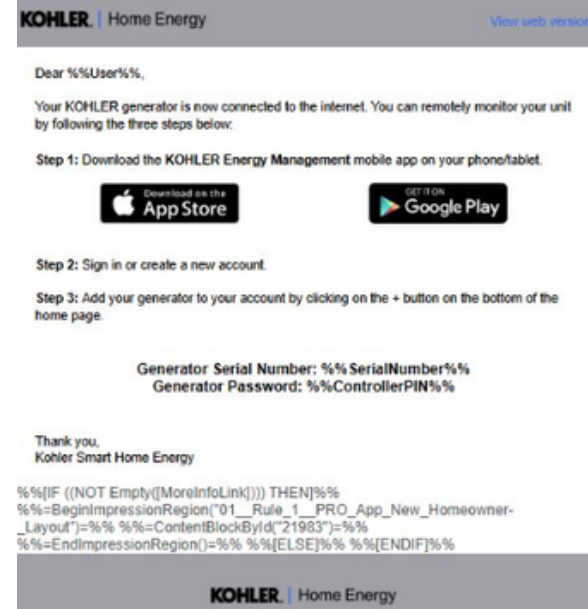 KOHLER. | Home Energy
View web version
Dear %%User%%,
Your KOHLER generator is now connected to the internet. You can remotely monitor your unit
by following the three steps below:
Step 1: Download the KOHLER Energy Management mobile app on your phone/tablet.
Download on the
App Store
GET IT ON
Google Play
Step 2: Sign in or create a new account.
Step 3: Add your generator to your account by clicking on the + button on the bottom of the
home page.
Generator Serial Number: %%SerialNumber%%
Generator Password: %%ControllerPIN%%
Thank you,
Kohler Smart Home Energy
%%[IF ((NOT Empty([MoreInfoLink]))) THEN]%%
%%=BeginImpressionRegion("01__Rule_1__PRO_App_New_Homeowner-
_Layout")=%% %%=ContentBlockById("21983")=%%
%%=EndImpressionRegion()=%% %%[ELSE]%% %%[ENDIF]%%
KOHLER. | Home Energy